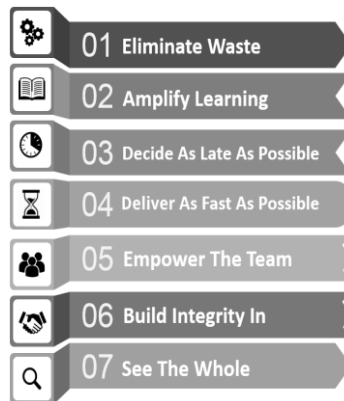 01 Eliminate Waste
02 Amplify Learning
03 Decide As Late As Possible
04 Deliver As Fast As Possible
05 Empower The Team
06 Build Integrity In
07 See The Whole